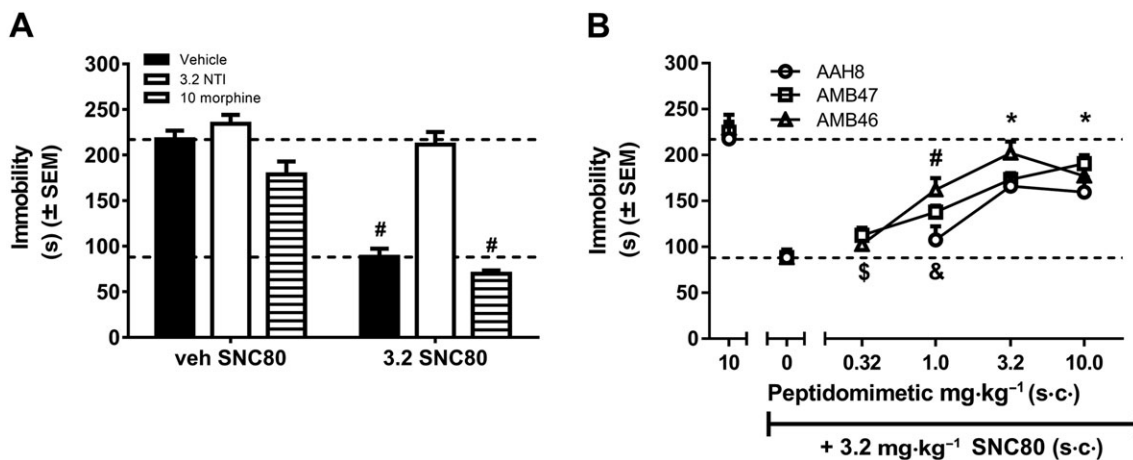 A
Vehicle
3.2 NTI
10 morphine
300
250
200
150
100
50
0
Immobility
(s) (± SEM)
#
#
veh SNC80
3.2 SNC80
B
AAH8
AMB47
AMB46
300
250
200
150
100
50
0
Immobility
(s) (± SEM)
#
*
*
$
&
10
0
0.32
1.0
3.2
10.0
Peptidomimetic mg·kg⁻¹ (s·c·)
+ 3.2 mg·kg⁻¹ SNC80 (s·c·)